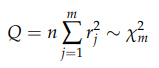 Q = n \sum_{j=1}^{m} r_j^2 \sim \chi_m^2